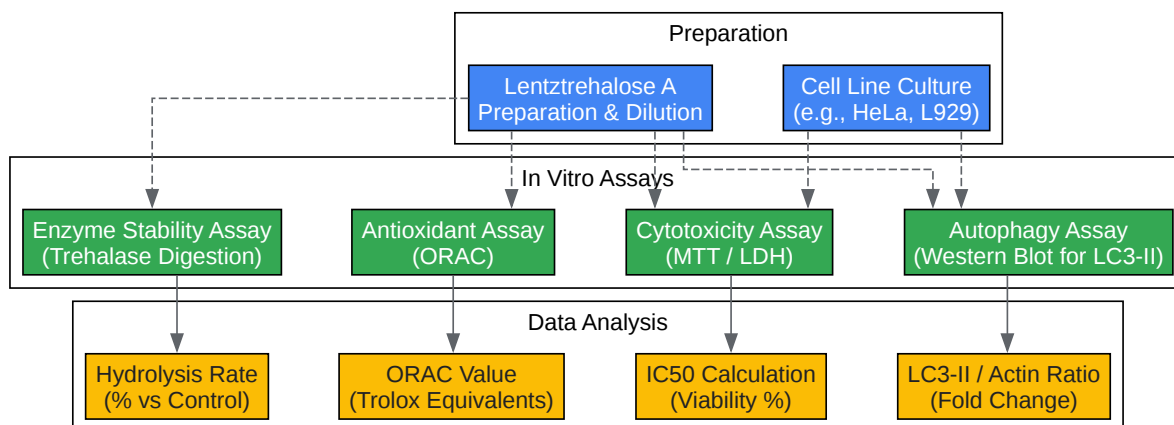 Preparation
Lentztrehalose A
Preparation & Dilution
Cell Line Culture
(e.g., HeLa, L929)
In Vitro Assays
Enzyme Stability Assay
(Trehalase Digestion)
Antioxidant Assay
(ORAC)
Cytotoxicity Assay
(MTT / LDH)
Autophagy Assay
(Western Blot for LC3-II)
Data Analysis
Hydrolysis Rate
(% vs Control)
ORAC Value
(Trolox Equivalents)
IC50 Calculation
(Viability %)
LC3-II / Actin Ratio
(Fold Change)